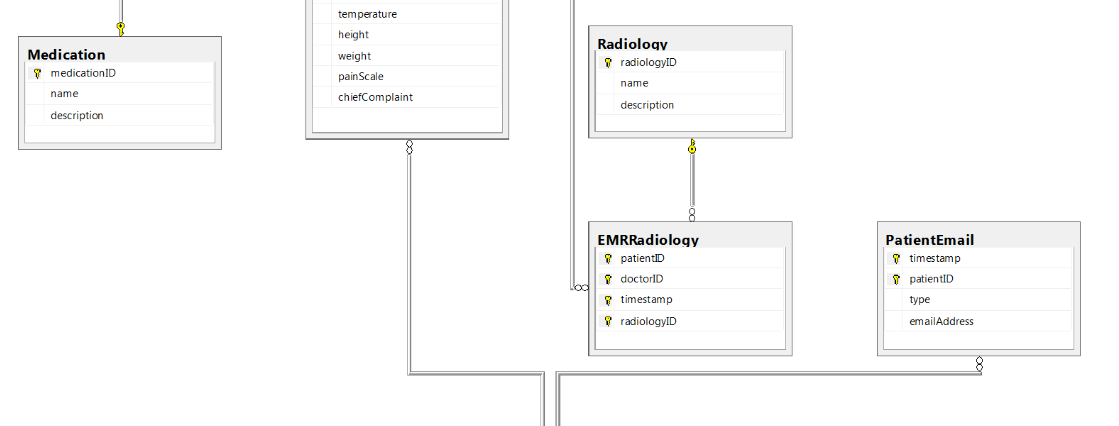 Medication
medicationID
name
description
temperature
height
weight
painScale
chiefComplaint
Radiology
radiologyID
name
description
EMRRadiology
patientID
doctorID
timestamp
radiologyID
PatientEmail
timestamp
patientID
type
emailAddress